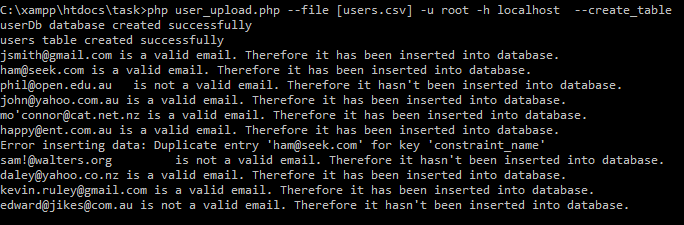 C:\xampp\htdocs\task>php user_upload.php --file [users.csv] -u root -h localhost  --create_table
userDb database created successfully
users table created successfully
jsmith@gmail.com is a valid email. Therefore it has been inserted into database.
ham@seek.com is a valid email. Therefore it has been inserted into database.
phil@open.edu.au   is not a valid email. Therefore it hasn't been inserted into database.
john@yahoo.com.au is a valid email. Therefore it has been inserted into database.
mo'connor@cat.net.nz is a valid email. Therefore it has been inserted into database.
happy@ent.com.au is a valid email. Therefore it has been inserted into database.
Error inserting data: Duplicate entry 'ham@seek.com' for key 'constraint_name'
sam!@walters.org        is not a valid email. Therefore it hasn't been inserted into database.
daley@yahoo.co.nz is a valid email. Therefore it has been inserted into database.
kevin.ruley@gmail.com is a valid email. Therefore it has been inserted into database.
edward@jikes@com.au is not a valid email. Therefore it hasn't been inserted into database.